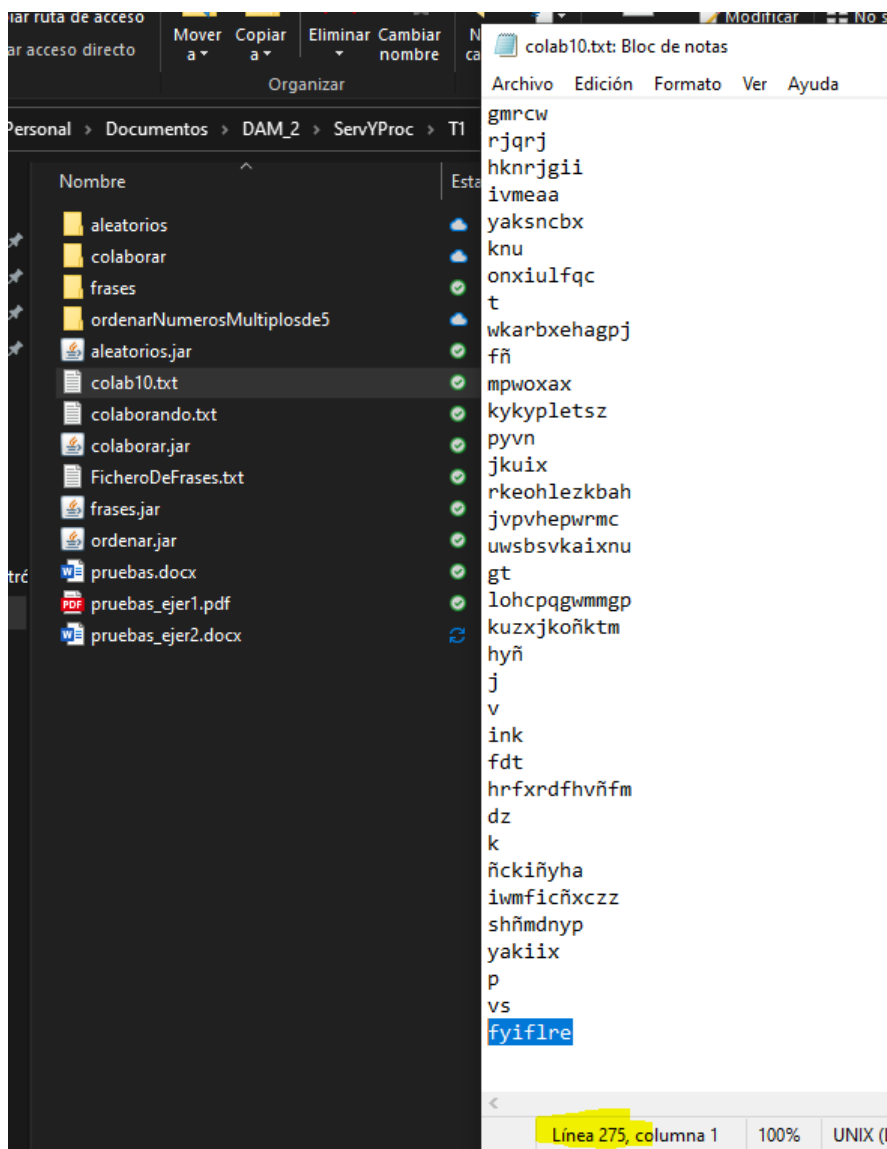 iar ruta de acceso
ar acceso directo
Mover a
Copiar a
Eliminar
Cambiar nombre
Organizar
Modificar
No s
Personal > Documentos > DAM_2 > ServYProc > T1
Nombre
Esta
aleatorios
colaborar
frases
ordenarNumerosMultiplosde5
aleatorios.jar
colab10.txt
colaborando.txt
colaborar.jar
FicheroDeFrases.txt
frases.jar
ordenar.jar
pruebas.docx
pruebas_ejer1.pdf
pruebas_ejer2.docx
tró
colab10.txt: Bloc de notas
Archivo Edición Formato Ver Ayuda
gmrcw
rjqrj
hknrjgii
ivmeaa
yaksncbx
knu
onxiulfqc
t
wkarbxehagpj
fñ
mpwoxax
kykypletsz
pyvn
jkuix
rkeohlezkbah
jvpvhepwrmc
uwsbsvkaixnu
gt
lohcpqgwmmgp
kuzxjkoñktm
hyñ
j
v
ink
fdt
hrfxrdfhvñfm
dz
k
ñckiñyha
iwmficñxczz
shñmdnyp
yakiix
p
vs
fyiflre
Línea 275, columna 1
100%
UNIX (